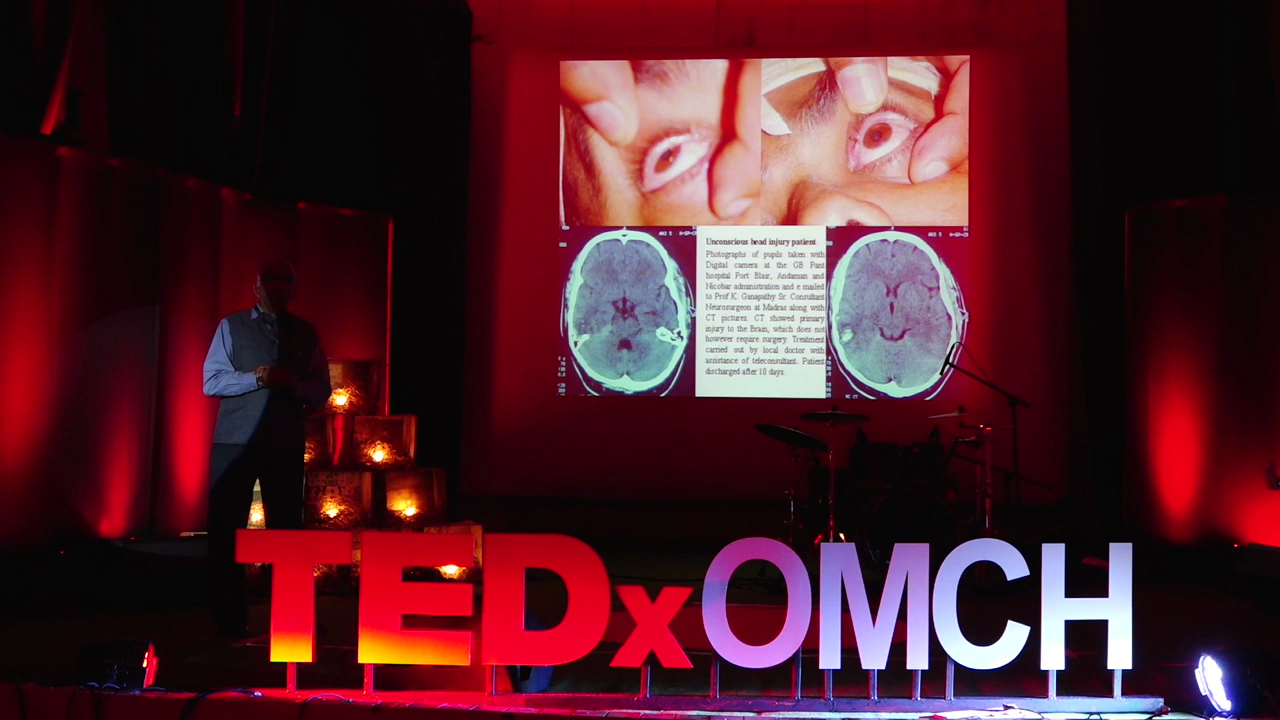 Unconscious head injury patient
Photographs of pupils taken with
Digital camera at the GB Pant
hospital Port Blair, Andaman and
Nicobar administration and e mailed
to Prof K. Ganapathy Sr. Consultant
Neurosurgeon at Madras along with
CT pictures. CT showed primary
injury to the Brain, which does not
however require surgery. Treatment
carried out by local doctor with
assistance of teleconsultant. Patient
discharged after 10 days.
TEDxOMCH